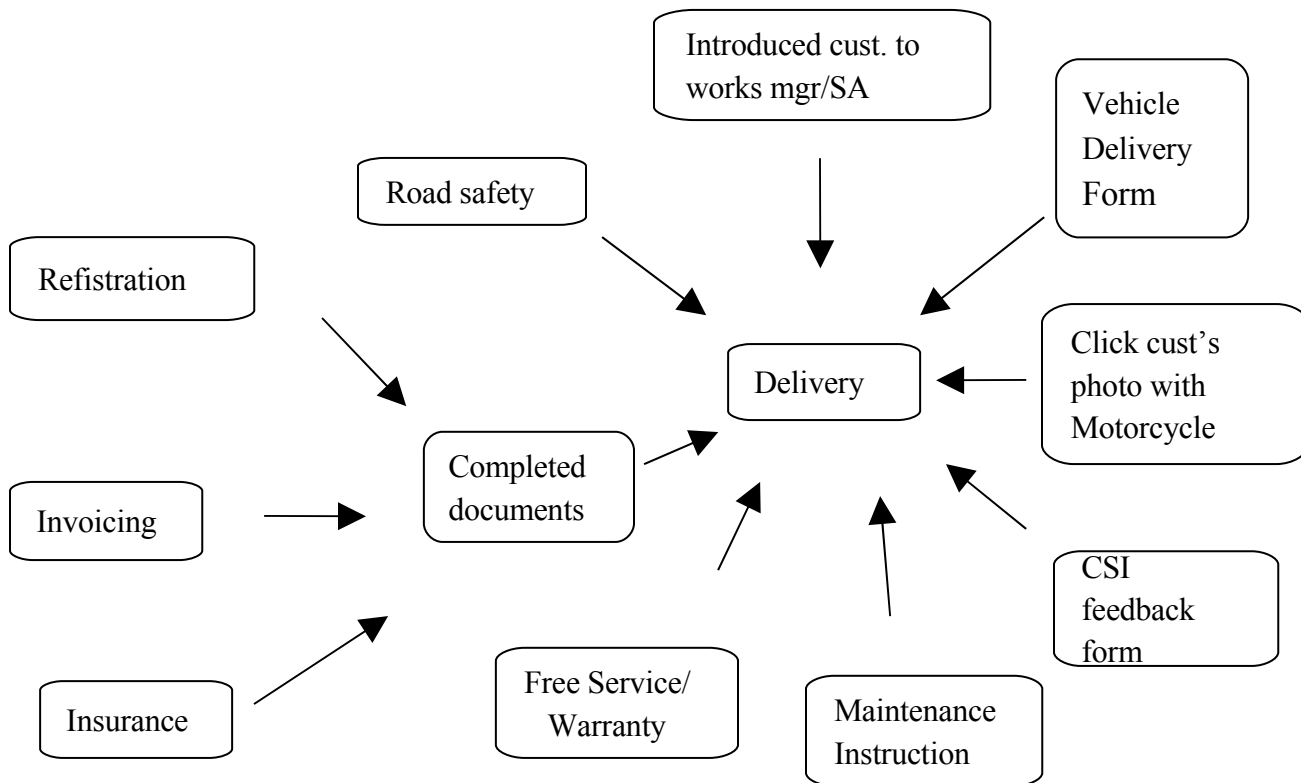 Introduced cust. to
works mgr/SA
Vehicle
Delivery
Form
Road safety
Refistration
Click cust’s
photo with
Motorcycle
Delivery
Completed
documents
Invoicing
CSI
feedback
form
Free Service/
Warranty
Maintenance
Instruction
Insurance